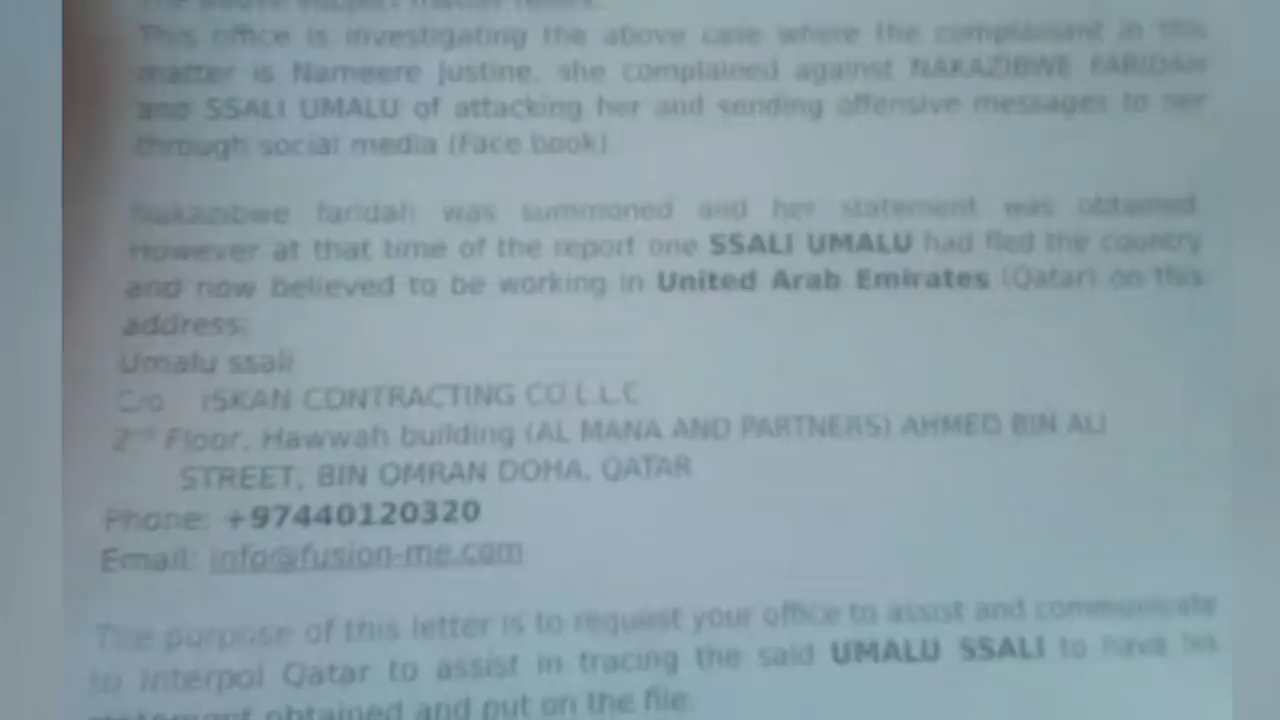 The above subject matter refers.
This office is investigating the above case where the complainant in this
matter is Nameere Justine, she complained against NAKAZIBWE FARIDAH
and SSALI UMALU of attacking her and sending offensive messages to her
through social media (Face book)
Nakazibwe faridah was summoned and her statement was obtained.
However at that time of the report one SSALI UMALU had fled the country
and now believed to be working in United Arab Emirates (Qatar) on this
address;
Umalu ssali
C/o ISKAN CONTRACTING CO L.L.C
2nd Floor, Hawwah building (AL MANA AND PARTNERS) AHMED BIN ALI
STREET, BIN OMRAN DOHA, QATAR
Phone: +97440120320
Email: info@fusion-me.com
The purpose of this letter is to request your office to assist and communicate
to Interpol Qatar to assist in tracing the said UMALU SSALI to have his
statement obtained and put on the file.